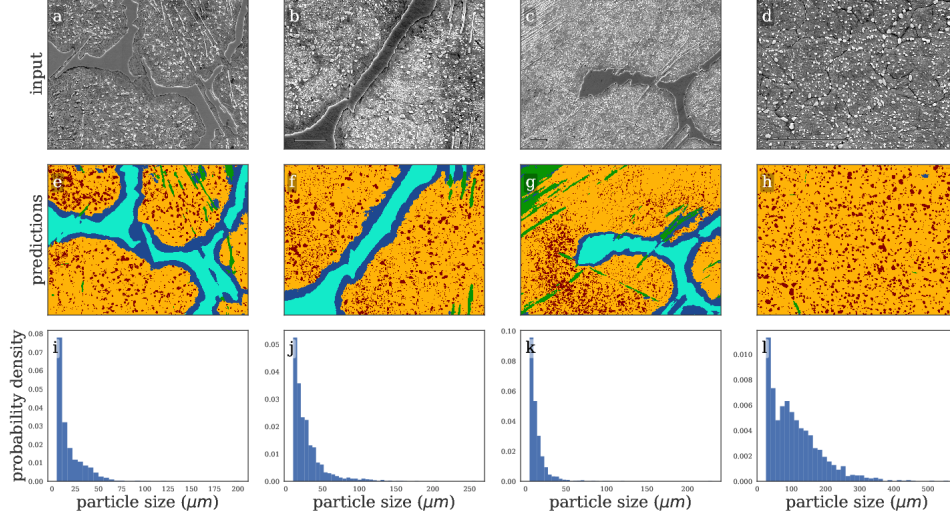 a b c d
input
e f g h
predictions
i j k l
probability density
0.08 0.07 0.06 0.05 0.04 0.03 0.02 0.01 0.00
0.05 0.04 0.03 0.02 0.01 0.00
0.10 0.08 0.06 0.04 0.02 0.00
0.010 0.008 0.006 0.004 0.002 0.000
0 25 50 75 100 125 150 175 200
0 50 100 150 200 250
0 50 100 150 200
0 100 200 300 400 500
particle size (μm) particle size (μm) particle size (μm) particle size (μm)